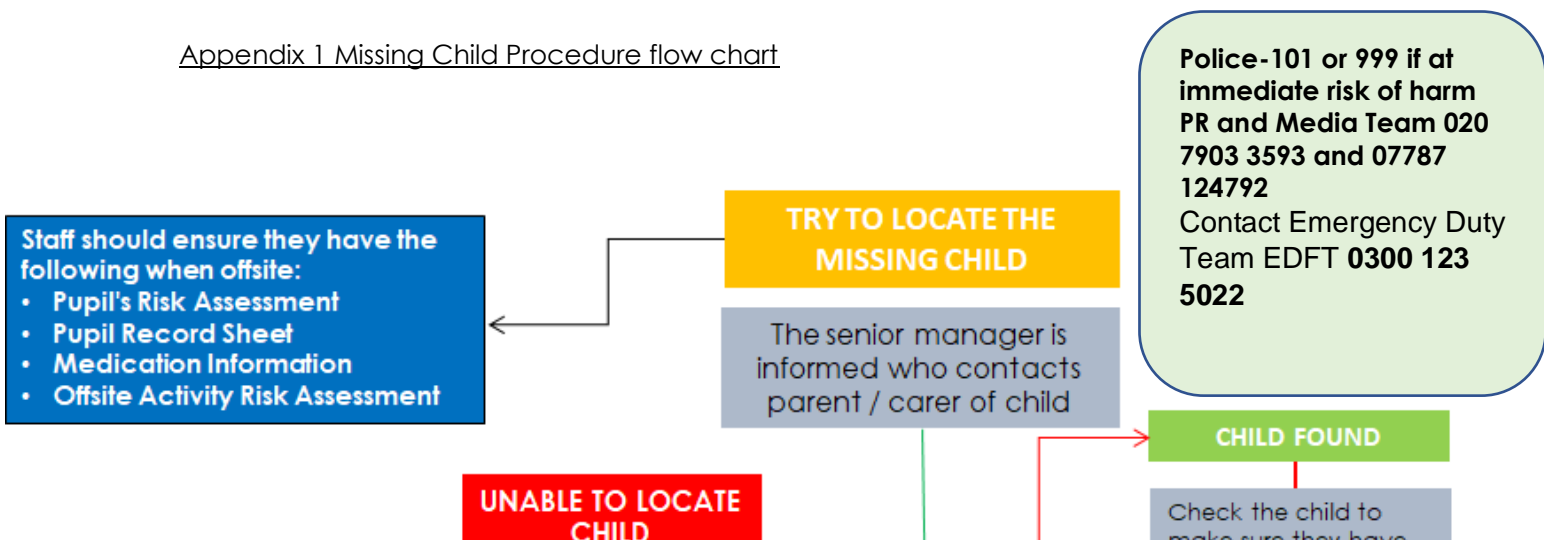 Appendix 1 Missing Child Procedure flow chart
Police-101 or 999 if at
immediate risk of harm
PR and Media Team 020
7903 3593 and 07787
124792
Contact Emergency Duty
Team EDFT 0300 123
5022
TRY TO LOCATE THE
MISSING CHILD
Staff should ensure they have the
following when offsite:
• Pupil's Risk Assessment
• Pupil Record Sheet
• Medication Information
• Offsite Activity Risk Assessment
The senior manager is
informed who contacts
parent / carer of child
CHILD FOUND
UNABLE TO LOCATE
CHILD
Check the child to
make sure they have